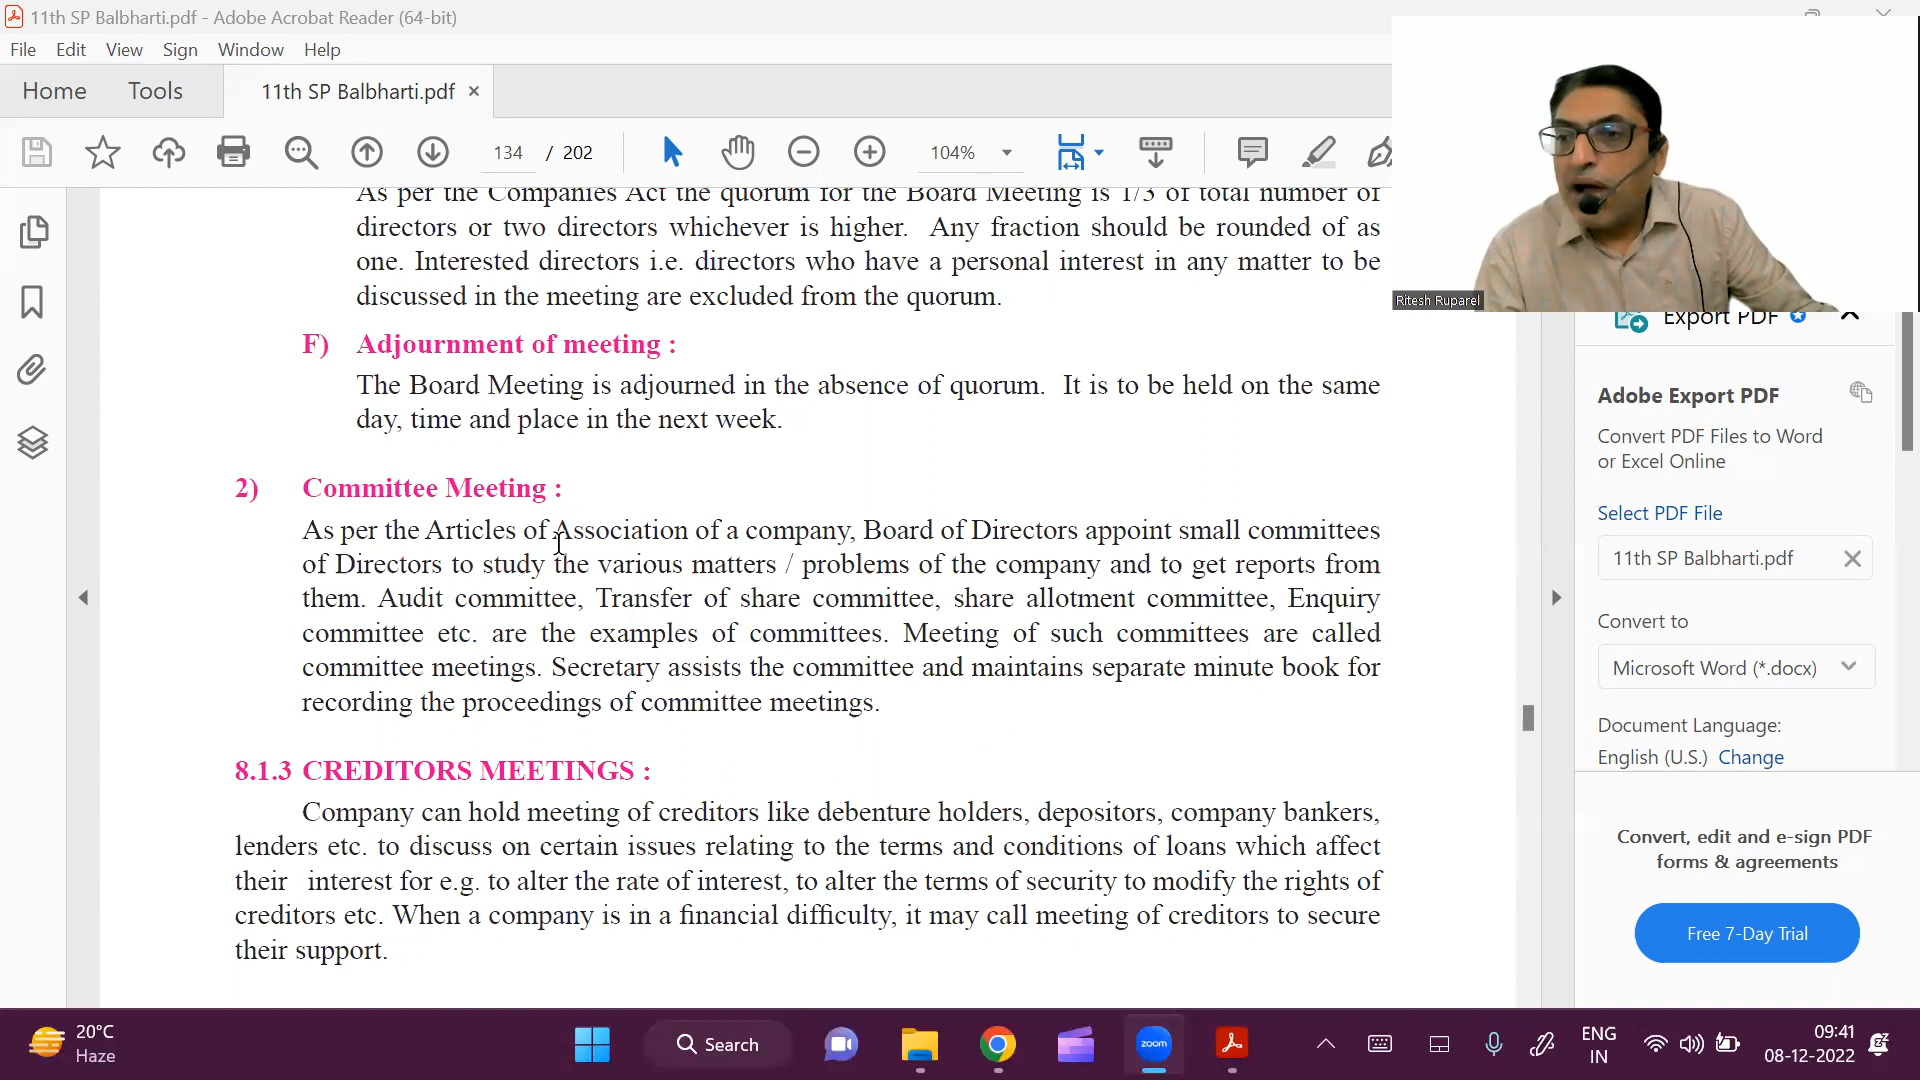 11th SP Balbharti.pdf - Adobe Acrobat Reader (64-bit)
File Edit View Sign Window Help
Home Tools 11th SP Balbharti.pdf ×
134 / 202 104%
As per the Companies Act the quorum for the Board Meeting is 1/3 of total number of
directors or two directors whichever is higher. Any fraction should be rounded of as
one. Interested directors i.e. directors who have a personal interest in any matter to be
discussed in the meeting are excluded from the quorum.
F) Adjournment of meeting :
The Board Meeting is adjourned in the absence of quorum. It is to be held on the same
day, time and place in the next week.
2) Committee Meeting :
As per the Articles of Association of a company, Board of Directors appoint small committees
of Directors to study the various matters / problems of the company and to get reports from
them. Audit committee, Transfer of share committee, share allotment committee, Enquiry
committee etc. are the examples of committees. Meeting of such committees are called
committee meetings. Secretary assists the committee and maintains separate minute book for
recording the proceedings of committee meetings.
8.1.3 CREDITORS MEETINGS :
Company can hold meeting of creditors like debenture holders, depositors, company bankers,
lenders etc. to discuss on certain issues relating to the terms and conditions of loans which affect
their interest for e.g. to alter the rate of interest, to alter the terms of security to modify the rights of
creditors etc. When a company is in a financial difficulty, it may call meeting of creditors to secure
their support.
Ritesh Ruparel
Export PDF
Adobe Export PDF
Convert PDF Files to Word
or Excel Online
Select PDF File
11th SP Balbharti.pdf
Convert to
Microsoft Word (*.docx)
Document Language:
English (U.S.) Change
Convert, edit and e-sign PDF
forms & agreements
Free 7-Day Trial
20°C
Haze
Search
zoom
ENG
IN
09:41
08-12-2022